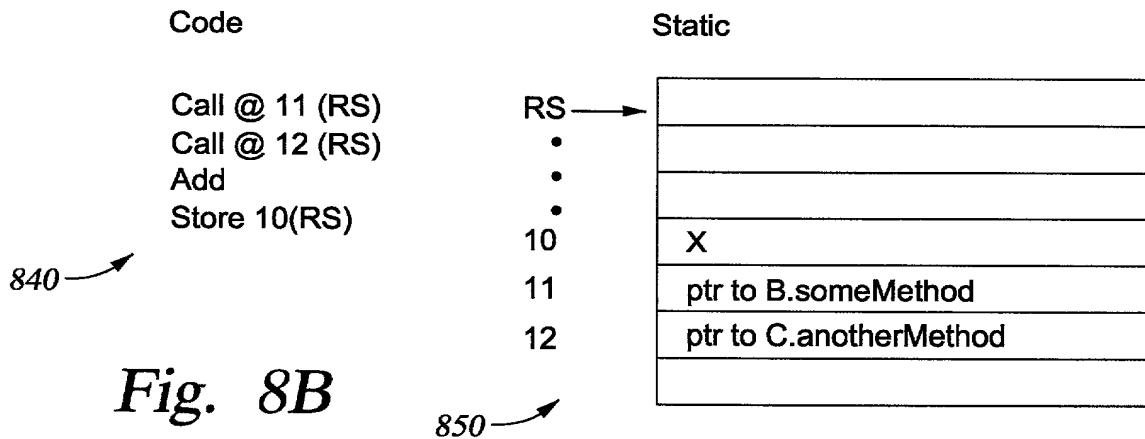 Code
Static
Call @ 11 (RS)
Call @ 12 (RS)
Add
Store 10(RS)
840
RS
10
11
12
X
ptr to B.someMethod
ptr to C.anotherMethod
850
Fig. 8B